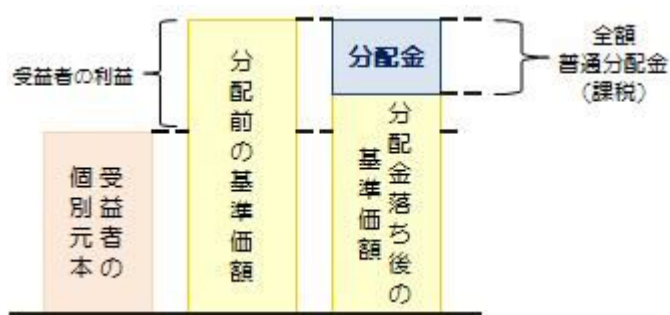 受益者の利益
受益者の
個別元本
分配前の基準価額
分配金
分配金落ち後の
基準価額
全額
普通分配金
(課税)